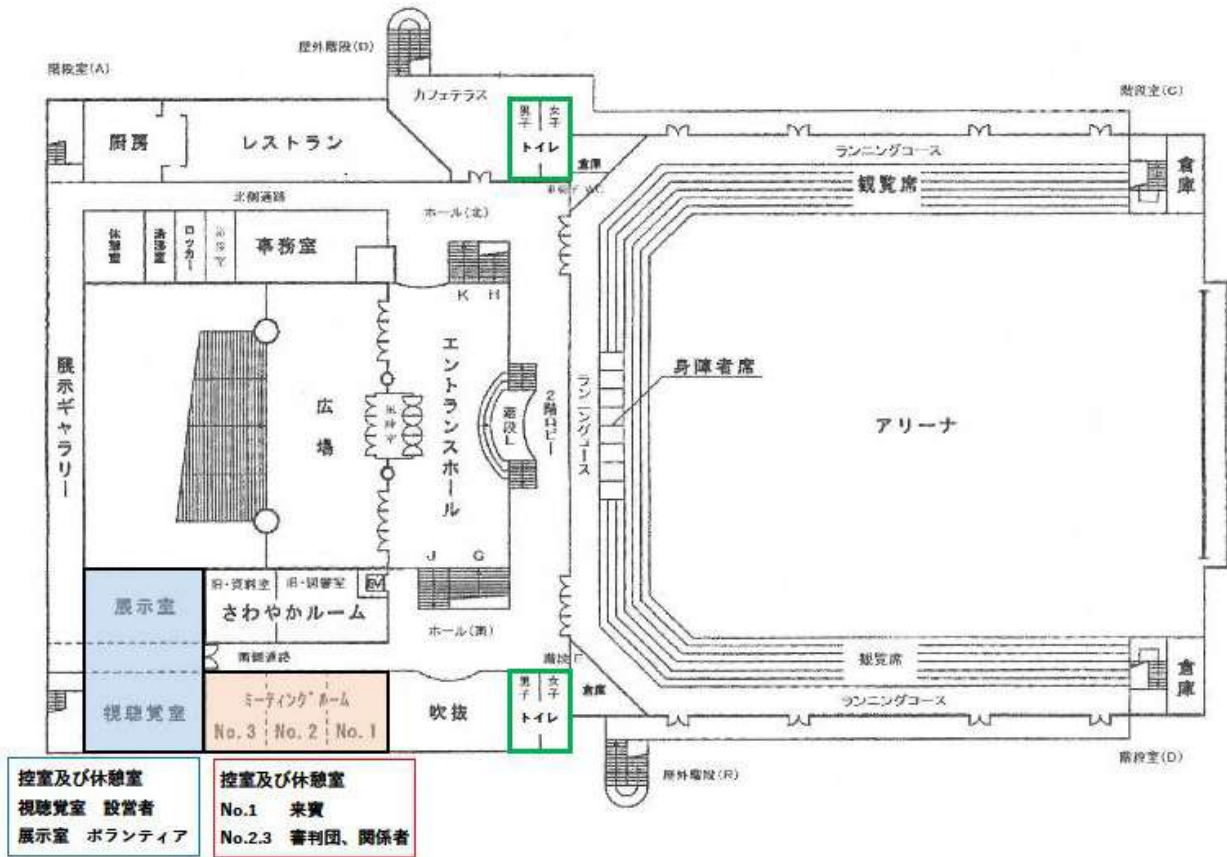 屋外階段(D)
階段室(A)
カフェテラス
男子
女子
トイレ
階段室(C)
厨房
レストラン
倉庫
ランニングコース
観覧席
倉庫
北側通路
ホール(北)
休憩室
ロッカー
事務室
K H
展示ギャラリー
広場
エントランスホール
2階ロビー
ランニングコース
身障者席
アリーナ
J G
展示室
旧・資料室
旧・図書室
EV
さわやかルーム
ホール(南)
南側通路
観覧席
倉庫
視聴覚室
ミーティングルーム
No.3 No.2 No.1
吹抜
男子
女子
トイレ
倉庫
ランニングコース
屋外階段(R)
階段室(D)
控室及び休憩室
視聴覚室 設営者
展示室 ボランティア
控室及び休憩室
No.1 来賓
No.2.3 審判団、関係者